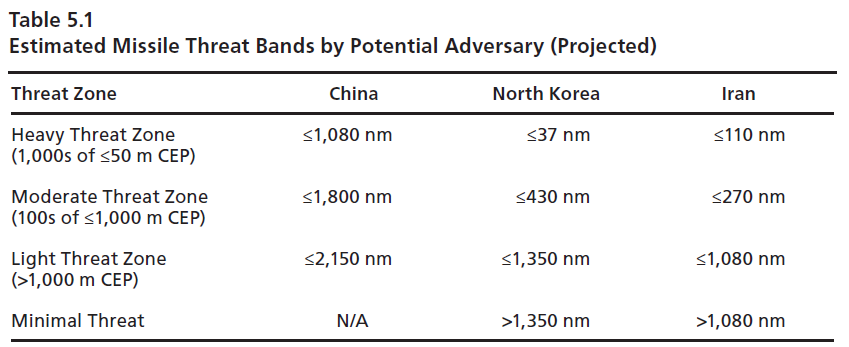 Table 5.1
Estimated Missile Threat Bands by Potential Adversary (Projected)
Threat Zone China North Korea Iran
Heavy Threat Zone ≤1,080 nm ≤37 nm ≤110 nm
(1,000s of ≤50 m CEP)
Moderate Threat Zone ≤1,800 nm ≤430 nm ≤270 nm
(100s of ≤1,000 m CEP)
Light Threat Zone ≤2,150 nm ≤1,350 nm ≤1,080 nm
(>1,000 m CEP)
Minimal Threat N/A >1,350 nm >1,080 nm